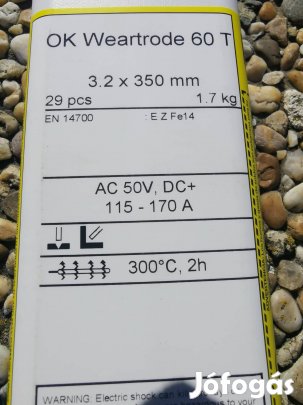 OK Weartrode 60 T
3.2 x 350 mm
29 pcs 1.7 kg
EN 14700 : E Z Fe14
AC 50V, DC+
115 - 170 A
300°C, 2h
WARNING: Electric shock can
Jófogás